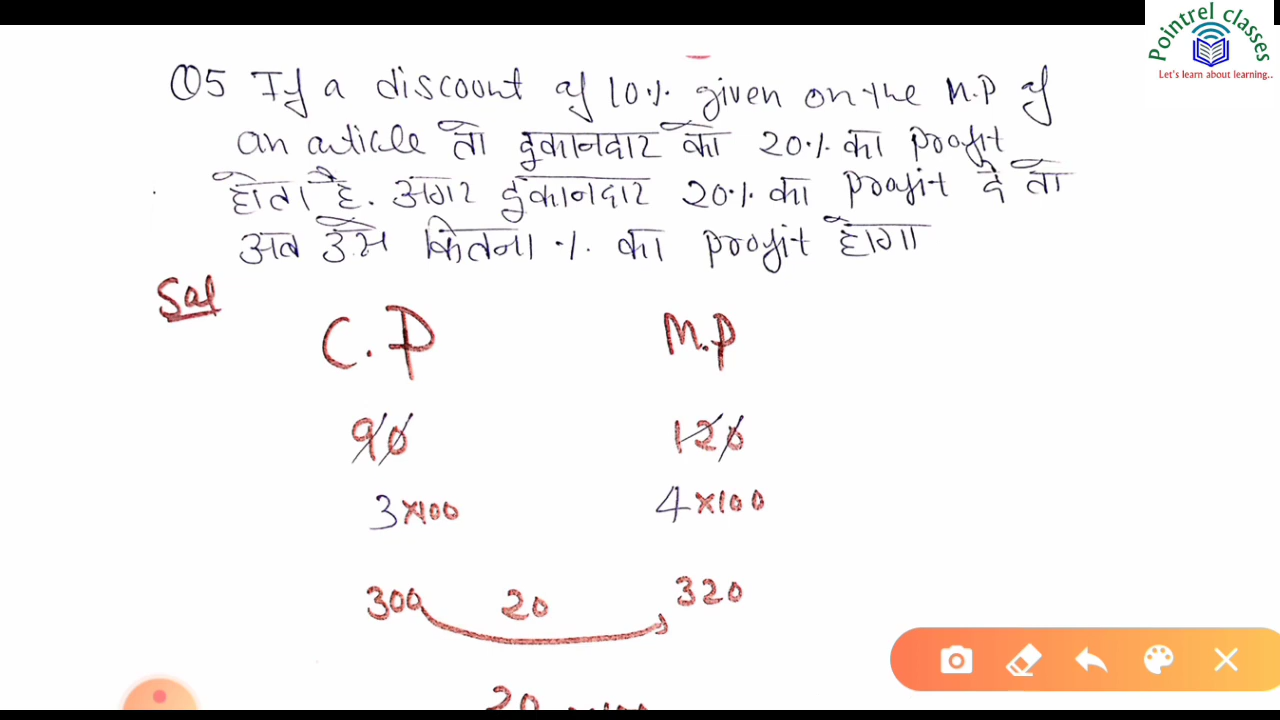 Pointrel classes
Let's learn about learning..
Q5 If a discount of 10% given on the M.P of
an article तो दुकानदार को 20% का profit
होता है. अगर दुकानदार 20% का profit दे तो
अब उसे कितना % का profit होगा
Sol
C.P M.P
90 120
3×100 4×100
300 20 320
20